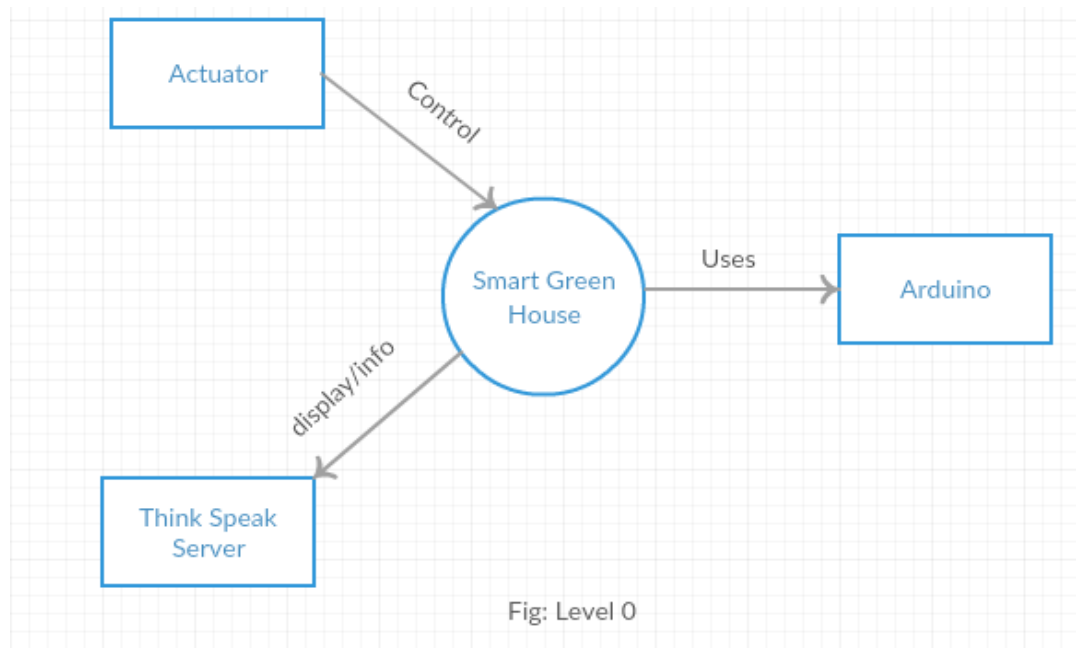 Actuator
Control
Smart Green
House
Uses
Arduino
display/info
Think Speak
Server
Fig: Level 0